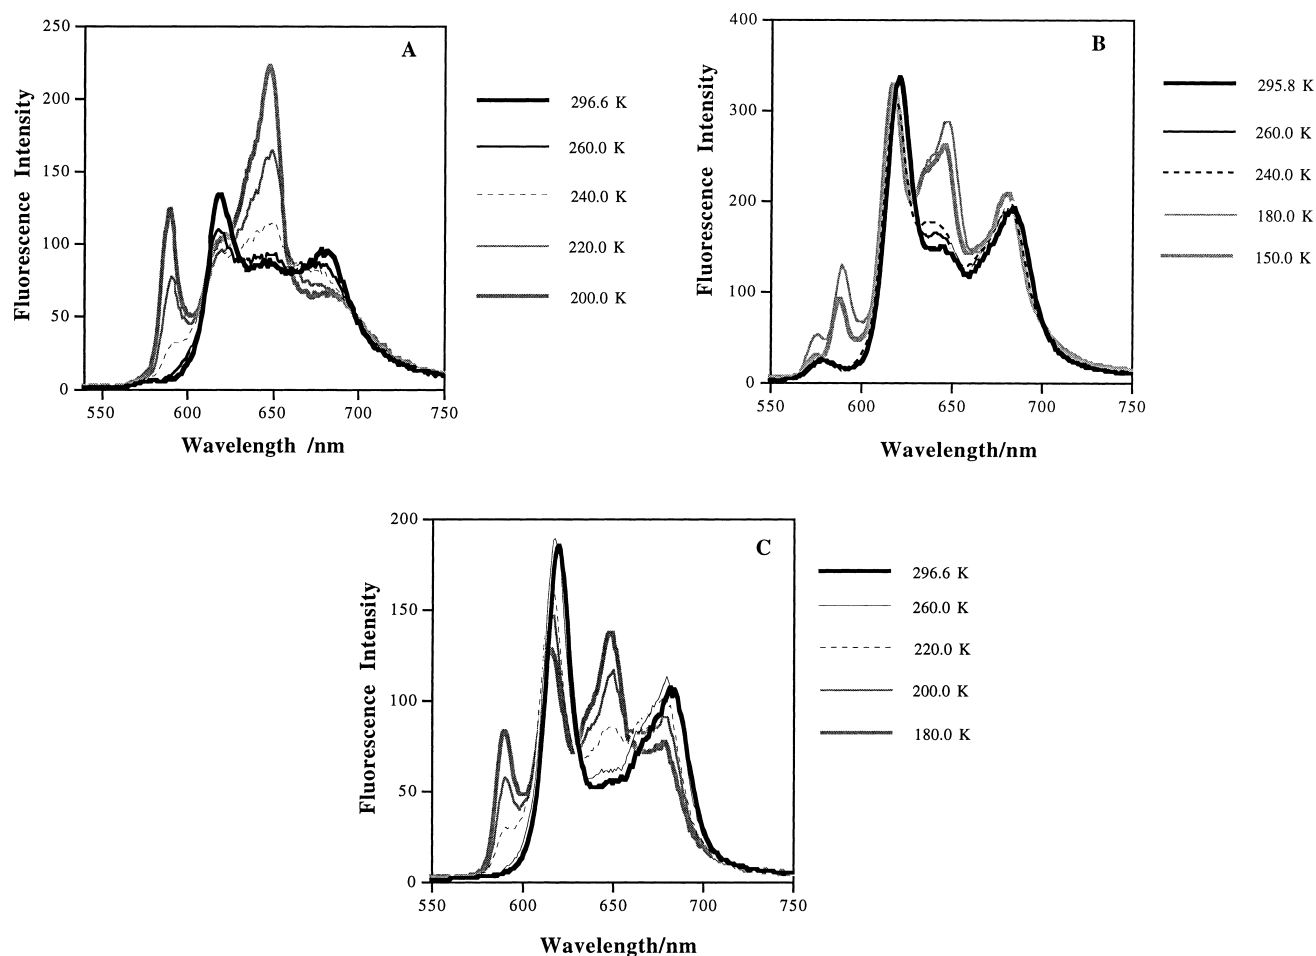 250
200
150
100
50
0
Fluorescence Intensity
550 600 650 700 750
Wavelength /nm
A
296.6 K
260.0 K
240.0 K
220.0 K
200.0 K
400
300
200
100
0
Fluorescence Intensity
550 600 650 700 750
Wavelength/nm
B
295.8 K
260.0 K
240.0 K
180.0 K
150.0 K
200
150
100
50
0
Fluorescence Intensity
550 600 650 700 750
Wavelength/nm
C
296.6 K
260.0 K
220.0 K
200.0 K
180.0 K